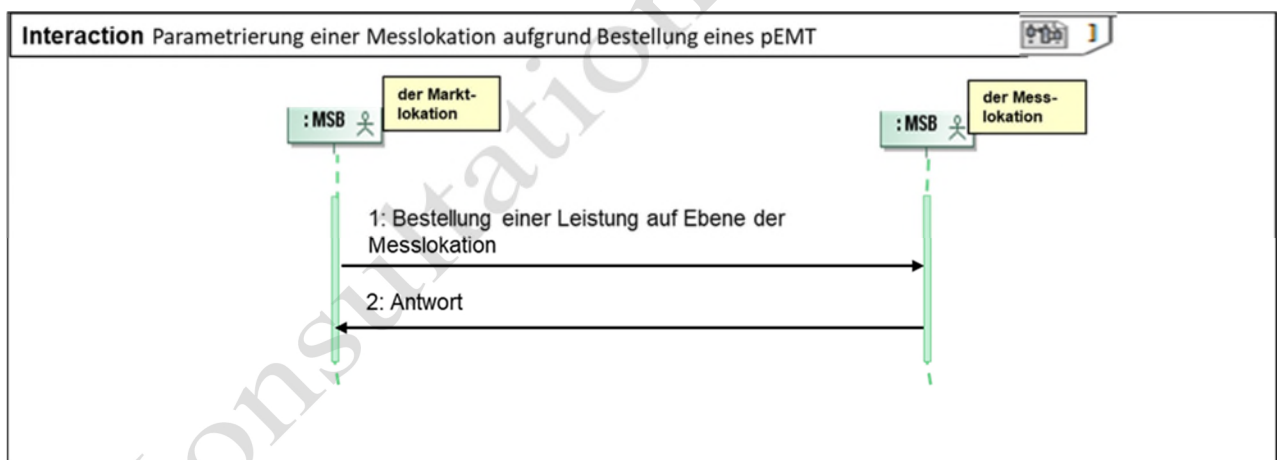 Interaction Parametrierung einer Messlokation aufgrund Bestellung eines pEMT
der Markt-
lokation
: MSB
der Mess-
lokation
: MSB
1: Bestellung einer Leistung auf Ebene der
Messlokation
2: Antwort
onsultation